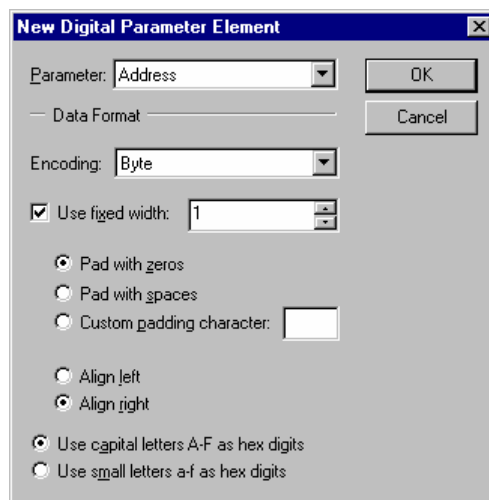 New Digital Parameter Element
Parameter: Address
OK
Data Format
Cancel
Encoding: Byte
Use fixed width: 1
Pad with zeros
Pad with spaces
Custom padding character:
Align left
Align right
Use capital letters A-F as hex digits
Use small letters a-f as hex digits